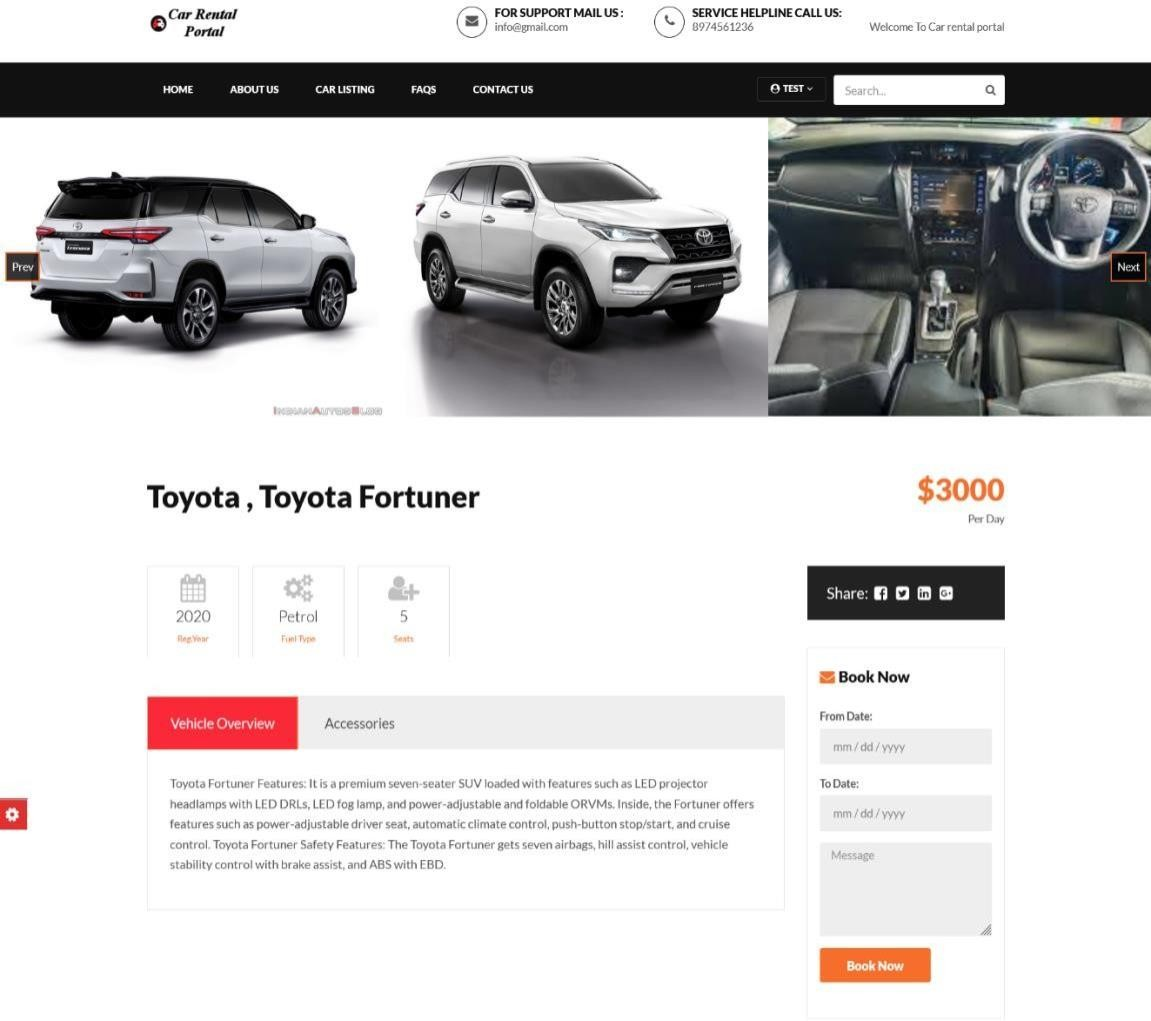 Car Rental
Portal
FOR SUPPORT MAIL US :
info@gmail.com
SERVICE HELPLINE CALL US:
8974561236
Welcome To Car rental portal
HOME
ABOUT US
CAR LISTING
FAQS
CONTACT US
TEST
Search...
Prev
Next
INDIANAUTOSBLOG
Toyota , Toyota Fortuner
$3000
Per Day
2020
Reg.Year
Petrol
Fuel Type
5
Seats
Share:
Vehicle Overview
Accessories
Toyota Fortuner Features: It is a premium seven-seater SUV loaded with features such as LED projector
headlamps with LED DRLs, LED fog lamp, and power-adjustable and foldable ORVMs. Inside, the Fortuner offers
features such as power-adjustable driver seat, automatic climate control, push-button stop/start, and cruise
control. Toyota Fortuner Safety Features: The Toyota Fortuner gets seven airbags, hill assist control, vehicle
stability control with brake assist, and ABS with EBD.
Book Now
From Date:
mm / dd / yyyy
To Date:
mm / dd / yyyy
Message
Book Now